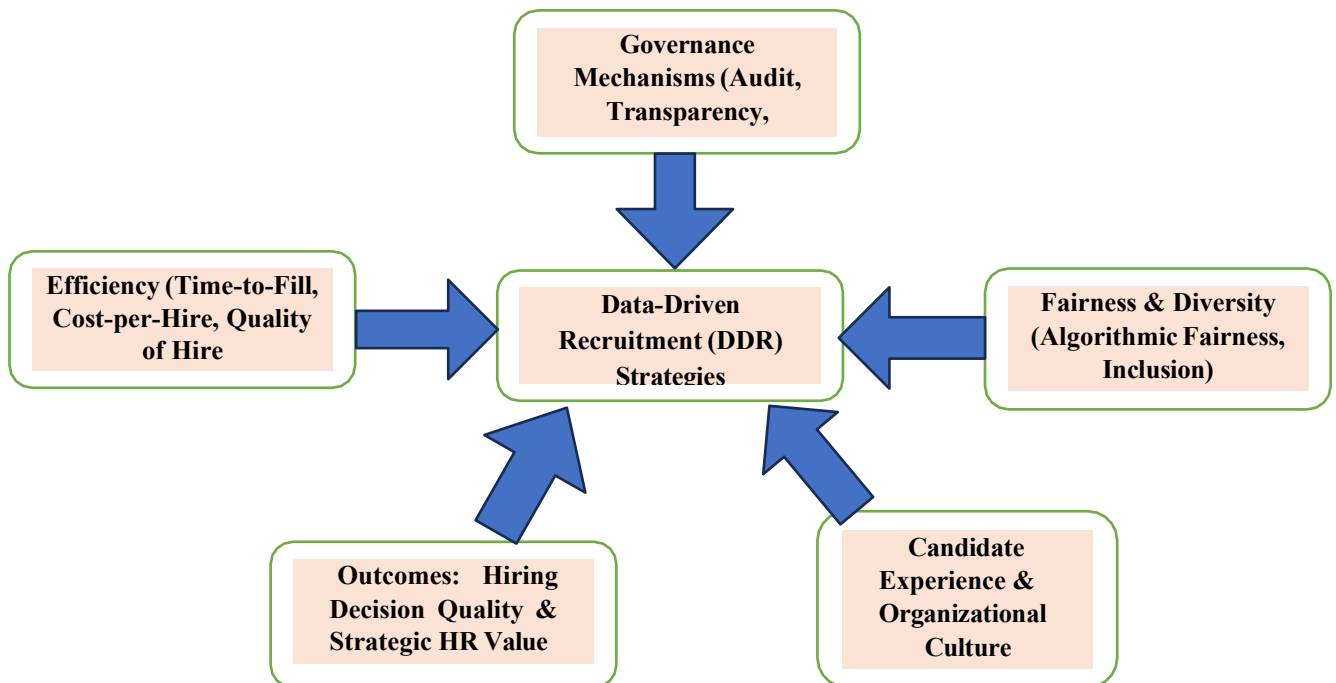 Governance
Mechanisms (Audit,
Transparency,
Efficiency (Time-to-Fill,
Cost-per-Hire, Quality
of Hire
Data-Driven
Recruitment (DDR)
Strategies
Fairness & Diversity
(Algorithmic Fairness,
Inclusion)
Outcomes: Hiring
Decision Quality &
Strategic HR Value
Candidate
Experience &
Organizational
Culture